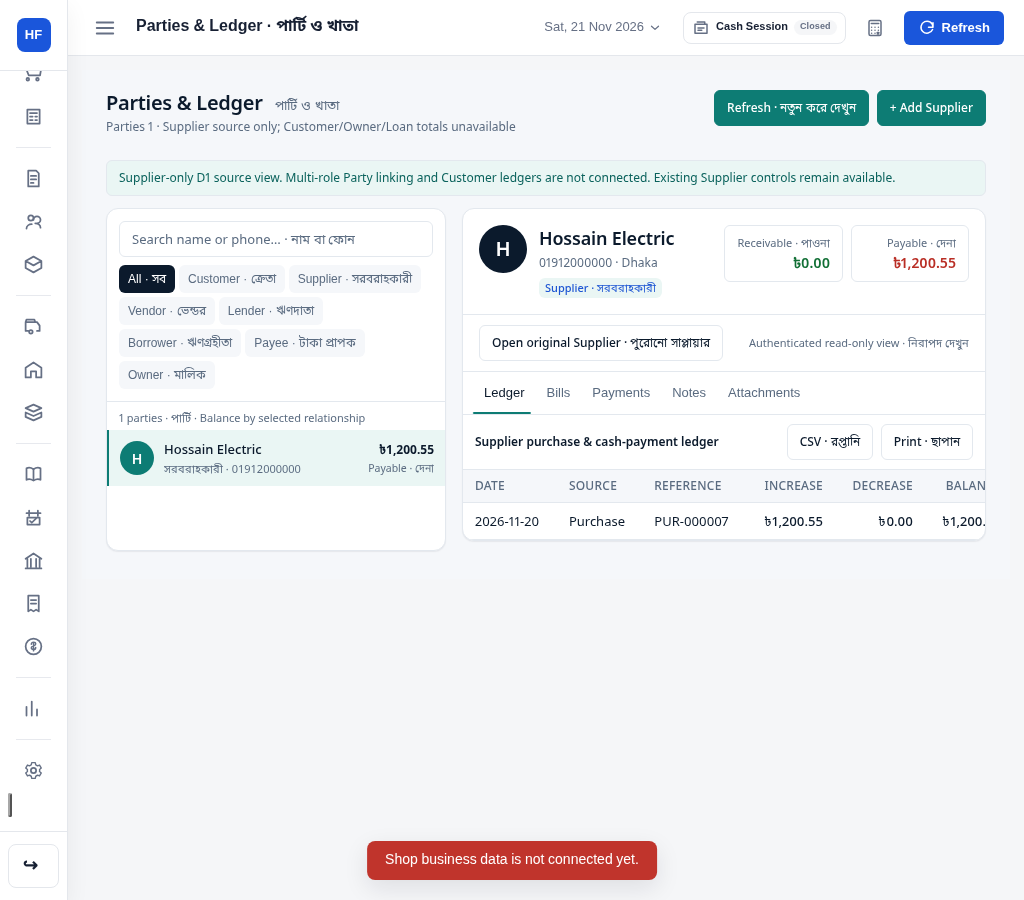 HF
Parties & Ledger · পার্টি ও খাতা
Sat, 21 Nov 2026
Cash Session Closed
Refresh
Parties & Ledger পার্টি ও খাতা
Parties 1 · Supplier source only; Customer/Owner/Loan totals unavailable
Refresh · নতুন করে দেখুন
+ Add Supplier
Supplier-only D1 source view. Multi-role Party linking and Customer ledgers are not connected. Existing Supplier controls remain available.
Search name or phone... · নাম বা ফোন
All · সব
Customer · ক্রেতা
Supplier · সরবরাহকারী
Vendor · ভেন্ডর
Lender · ঋণদাতা
Borrower · ঋণগ্রহীতা
Payee · টাকা প্রাপক
Owner · মালিক
1 parties · পার্টি · Balance by selected relationship
H
Hossain Electric
৳1,200.55
সরবরাহকারী · 01912000000
Payable · দেনা
H
Hossain Electric
01912000000 · Dhaka
Supplier · সরবরাহকারী
Receivable · পাওনা
৳0.00
Payable · দেনা
৳1,200.55
Open original Supplier · পুরোনো সাপ্লায়ার
Authenticated read-only view · নিরাপদ দেখুন
Ledger Bills Payments Notes Attachments
Supplier purchase & cash-payment ledger
CSV · রপ্তানি
Print · ছাপান
DATE SOURCE REFERENCE INCREASE DECREASE BALAN
2026-11-20 Purchase PUR-000007 ৳1,200.55 ৳0.00 ৳1,200.
Shop business data is not connected yet.